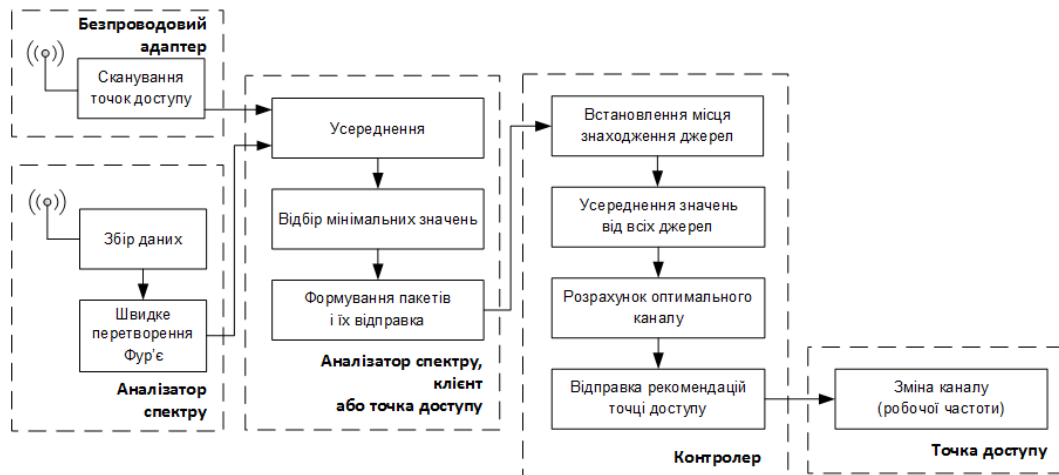 Безпроводовий
адаптер
Сканування
точок доступу
Збір даних
Швидке
перетворення
Фур'є
Аналізатор
спектру
Усереднення
Відбір мінімальних значень
Формування пакетів
і їх відправка
Аналізатор спектру,
клієнт
або точка доступу
Встановлення місця
знаходження джерел
Усереднення значень
від всіх джерел
Розрахунок оптимального
каналу
Відправка рекомендацій
точці доступу
Контролер
Зміна каналу
(робочої частоти)
Точка доступу